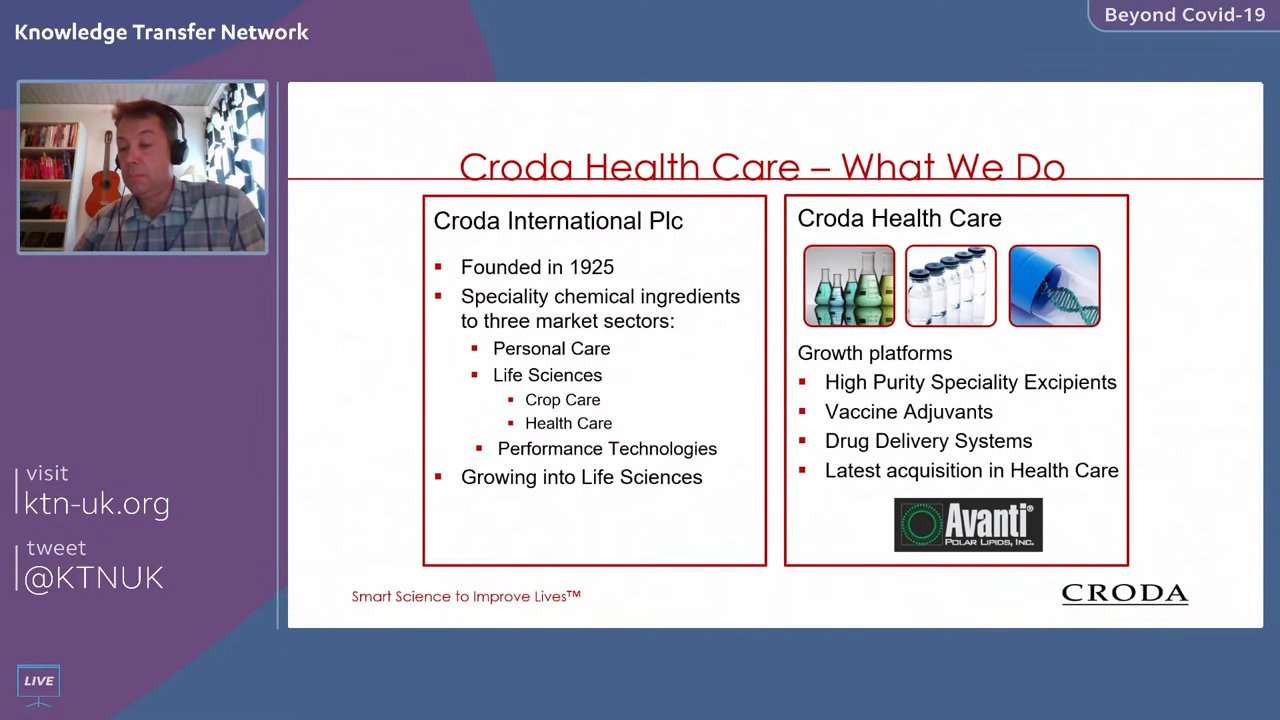 Knowledge Transfer Network
Beyond Covid-19
Croda Health Care – What We Do
Croda International Plc
Founded in 1925
Speciality chemical ingredients
to three market sectors:
Personal Care
Life Sciences
Crop Care
Health Care
Performance Technologies
Growing into Life Sciences
Croda Health Care
Growth platforms
High Purity Speciality Excipients
Vaccine Adjuvants
Drug Delivery Systems
Latest acquisition in Health Care
Avanti®
POLAR LIPIDS, INC.
Smart Science to Improve Lives™
CRODA
visit
ktn-uk.org
tweet
@KTNUK
LIVE